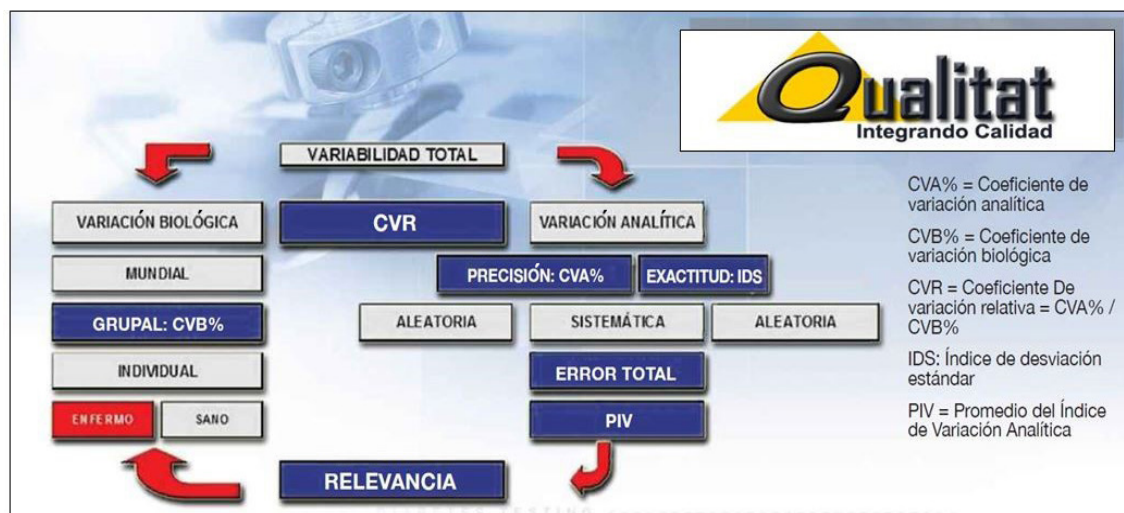 Qualitat
Integrando Calidad
VARIABILIDAD TOTAL
VARIACIÓN BIOLÓGICA
CVR
VARIACIÓN ANALÍTICA
MUNDIAL
PRECISIÓN: CVA%
EXACTITUD: IDS
GRUPAL: CVB%
ALEATORIA
SISTEMÁTICA
ALEATORIA
INDIVIDUAL
ERROR TOTAL
ENFERMO
SANO
PIV
RELEVANCIA
CVA% = Coeficiente de
variación analítica
CVB% = Coeficiente de
variación biológica
CVR = Coeficiente De
variación relativa = CVA% /
CVB%
IDS: Índice de desviación
estándar
PIV = Promedio del Índice
de Variación Analítica